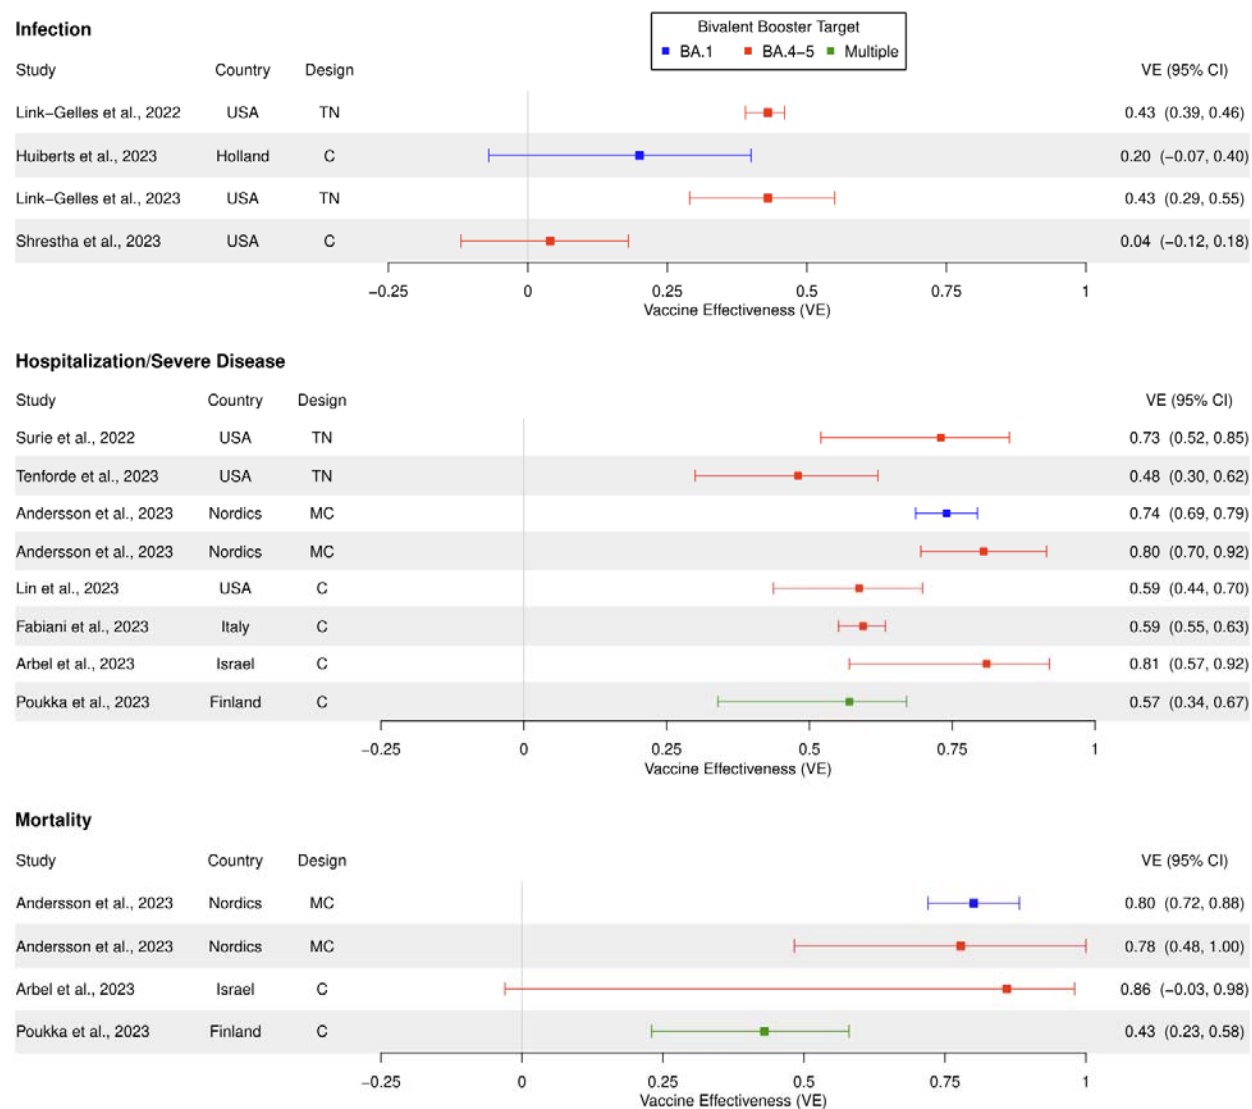 Infection
Bivalent Booster Target
BA.1 BA.4−5 Multiple
Study Country Design VE (95% CI)
Link−Gelles et al., 2022 USA TN 0.43 (0.39, 0.46)
Huiberts et al., 2023 Holland C 0.20 (−0.07, 0.40)
Link−Gelles et al., 2023 USA TN 0.43 (0.29, 0.55)
Shrestha et al., 2023 USA C 0.04 (−0.12, 0.18)
−0.25 0 0.25 0.5 0.75 1
Vaccine Effectiveness (VE)
Hospitalization/Severe Disease
Study Country Design VE (95% CI)
Surie et al., 2022 USA TN 0.73 (0.52, 0.85)
Tenforde et al., 2023 USA TN 0.48 (0.30, 0.62)
Andersson et al., 2023 Nordics MC 0.74 (0.69, 0.79)
Andersson et al., 2023 Nordics MC 0.80 (0.70, 0.92)
Lin et al., 2023 USA C 0.59 (0.44, 0.70)
Fabiani et al., 2023 Italy C 0.59 (0.55, 0.63)
Arbel et al., 2023 Israel C 0.81 (0.57, 0.92)
Poukka et al., 2023 Finland C 0.57 (0.34, 0.67)
−0.25 0 0.25 0.5 0.75 1
Vaccine Effectiveness (VE)
Mortality
Study Country Design VE (95% CI)
Andersson et al., 2023 Nordics MC 0.80 (0.72, 0.88)
Andersson et al., 2023 Nordics MC 0.78 (0.48, 1.00)
Arbel et al., 2023 Israel C 0.86 (−0.03, 0.98)
Poukka et al., 2023 Finland C 0.43 (0.23, 0.58)
−0.25 0 0.25 0.5 0.75 1
Vaccine Effectiveness (VE)